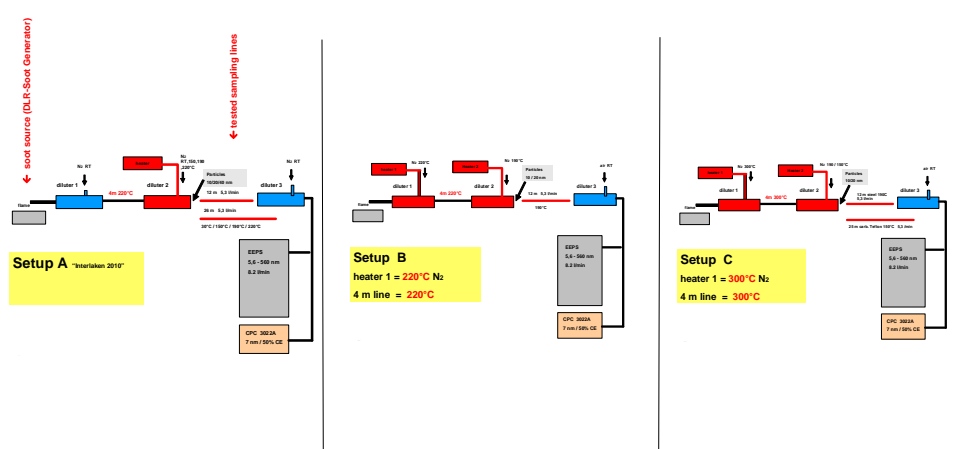 soot source (DLR-Soot Generator)
tested sampling lines
N2 RT
N2
RT,150,180
,220°C
N2 RT
diluter 1
4m 220°C
diluter 2
Particles
10/20/60 nm
diluter 3
flame
12 m 5,3 l/min
26 m 5,3 l/min
30°C / 150°C / 190°C / 220°C
Setup A "Interlaken 2010"
EEPS
5,6 - 560 nm
8.2 l/min
CPC 3022A
7 nm / 50% CE
heater 1
N2 220°C
N2 190°C
air RT
diluter 1
4m 220°C
diluter 2
Particles
10 / 20 nm
diluter 3
flame
12 m 5,3 l/min
190°C
Setup B
heater 1 = 220°C N2
4 m line = 220°C
EEPS
5,6 - 560 nm
8.2 l/min
CPC 3022A
7 nm / 50% CE
heater 1
N2 300°C
heater 2
N2 190 / 150°C
air RT
diluter 1
4m 300°C
diluter 2
Particles
10/20 nm
diluter 3
flame
12 m steel 190C
5,3 l/min
25 m carb. Teflon 150°C 5,3 l/min
Setup C
heater 1 = 300°C N2
4 m line = 300°C
EEPS
5,6 - 560 nm
8.2 l/min
CPC 3022A
7 nm / 50% CE